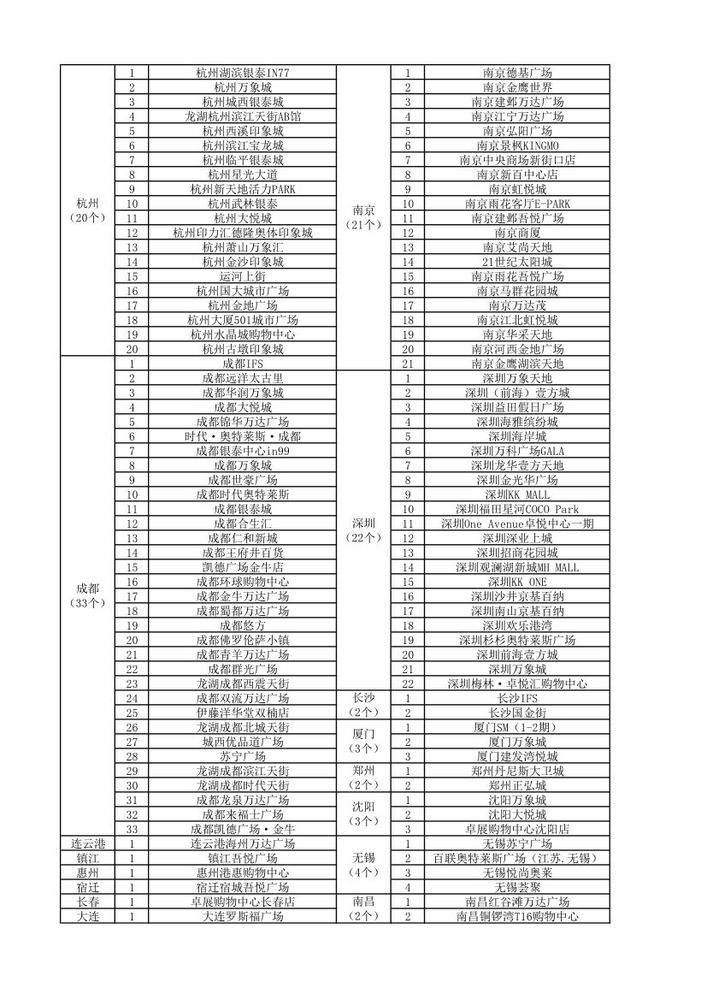 杭州
（20个）
1 杭州湖滨银泰IN77
2 杭州万象城
3 杭州城西银泰城
4 龙湖杭州滨江天街AB馆
5 杭州西溪印象城
6 杭州滨江宝龙城
7 杭州临平银泰城
8 杭州星光大道
9 杭州新天地活力PARK
10 杭州武林银泰
11 杭州大悦城
12 杭州印力汇德隆奥体印象城
13 杭州萧山万象汇
14 杭州金沙印象城
15 运河上街
16 杭州国大城市广场
17 杭州金地广场
18 杭州大厦501城市广场
19 杭州水晶城购物中心
20 杭州古墩印象城
成都
（33个）
1 成都IFS
2 成都远洋太古里
3 成都华润万象城
4 成都大悦城
5 成都锦华万达广场
6 时代·奥特莱斯·成都
7 成都银泰中心in99
8 成都万象城
9 成都世豪广场
10 成都时代奥特莱斯
11 成都银泰城
12 成都合生汇
13 成都仁和新城
14 成都王府井百货
15 凯德广场金牛店
16 成都环球购物中心
17 成都金牛万达广场
18 成都蜀都万达广场
19 成都悠方
20 成都佛罗伦萨小镇
21 成都青羊万达广场
22 成都群光广场
23 龙湖成都西震天街
24 成都双流万达广场
25 伊藤洋华堂双楠店
26 龙湖成都北城天街
27 城西优品道广场
28 苏宁广场
29 龙湖成都滨江天街
30 龙湖成都时代天街
31 成都龙泉万达广场
32 成都来福士广场
33 成都凯德广场·金牛
连云港 1 连云港海州万达广场
镇江 1 镇江吾悦广场
惠州 1 惠州港惠购物中心
宿迁 1 宿迁宿城吾悦广场
长春 1 卓展购物中心长春店
大连 1 大连罗斯福广场
南京
（21个）
1 南京德基广场
2 南京金鹰世界
3 南京建邺万达广场
4 南京江宁万达广场
5 南京弘阳广场
6 南京景枫KINGMO
7 南京中央商场新街口店
8 南京新百中心店
9 南京虹悦城
10 南京雨花客厅E-PARK
11 南京建邺吾悦广场
12 南京商厦
13 南京艾尚天地
14 21世纪太阳城
15 南京雨花吾悦广场
16 南京马群花园城
17 南京万达茂
18 南京江北虹悦城
19 南京华采天地
20 南京河西金地广场
21 南京金鹰湖滨天地
深圳
（22个）
1 深圳万象天地
2 深圳（前海）壹方城
3 深圳益田假日广场
4 深圳海雅缤纷城
5 深圳海岸城
6 深圳万科广场GALA
7 深圳龙华壹方天地
8 深圳金光华广场
9 深圳KK MALL
10 深圳福田星河COCO Park
11 深圳One Avenue卓悦中心一期
12 深圳深业上城
13 深圳招商花园城
14 深圳观澜湖新城MH MALL
15 深圳KK ONE
16 深圳沙井京基百纳
17 深圳南山京基百纳
18 深圳欢乐港湾
19 深圳杉杉奥特莱斯广场
20 深圳前海壹方城
21 深圳万象城
22 深圳梅林·卓悦汇购物中心
长沙
（2个）
1 长沙IFS
2 长沙国金街
厦门
（3个）
1 厦门SM（1-2期）
2 厦门万象城
3 厦门建发湾悦城
郑州
（2个）
1 郑州丹尼斯大卫城
2 郑州正弘城
沈阳
（3个）
1 沈阳万象城
2 沈阳大悦城
3 卓展购物中心沈阳店
无锡
（4个）
1 无锡苏宁广场
2 百联奥特莱斯广场（江苏.无锡）
3 无锡悦尚奥莱
4 无锡荟聚
南昌
（2个）
1 南昌红谷滩万达广场
2 南昌铜锣湾T16购物中心